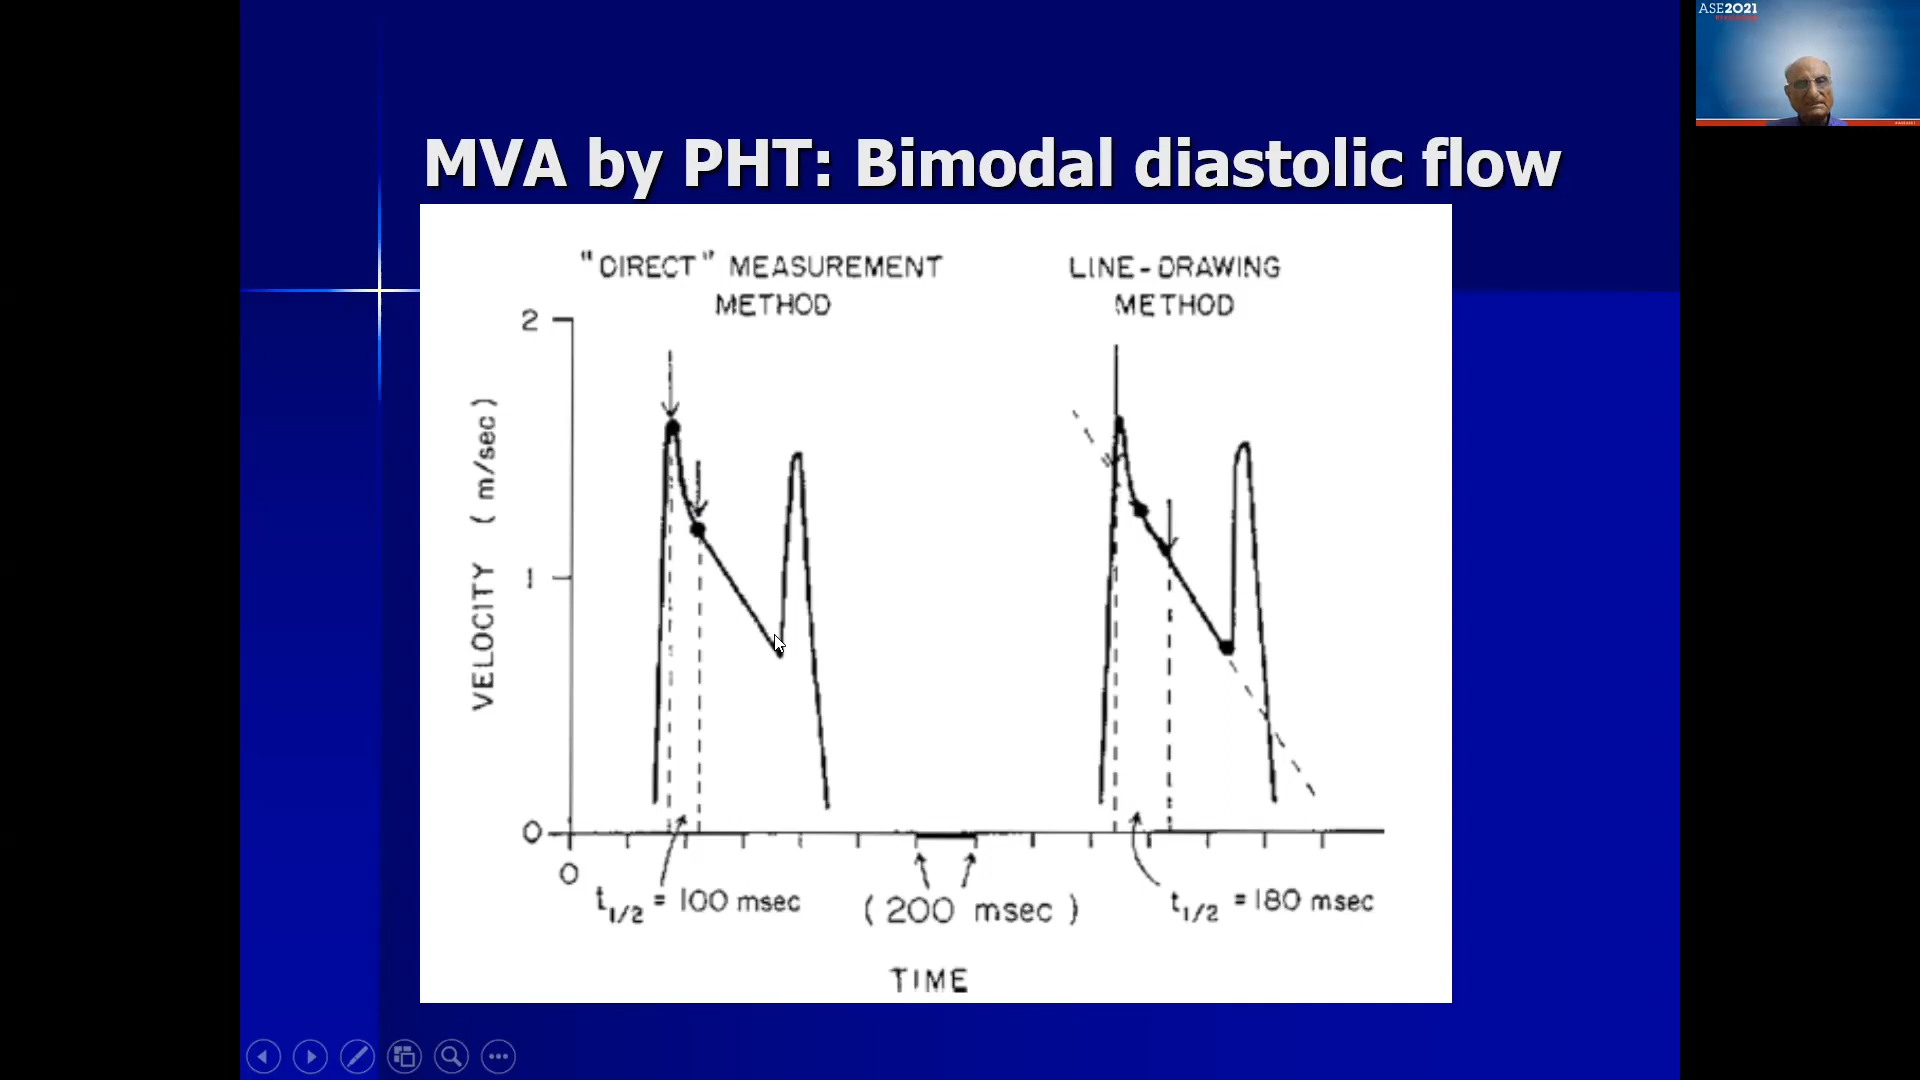 ASE2021
MVA by PHT: Bimodal diastolic flow
"DIRECT" MEASUREMENT
METHOD
LINE-DRAWING
METHOD
2
1
0
VELOCITY (m/sec)
0
t1/2 = 100 msec
(200 msec)
t1/2 = 180 msec
TIME